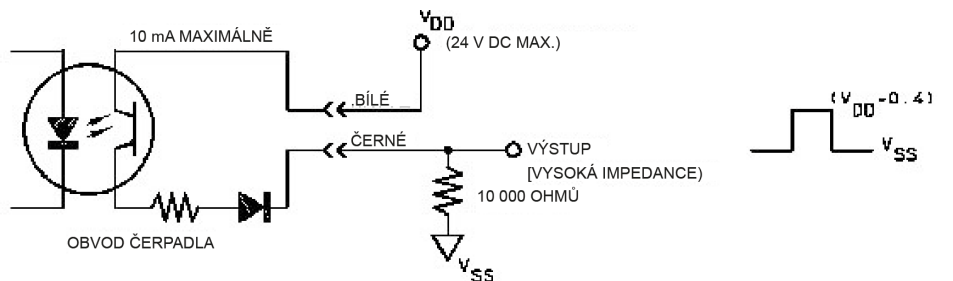 10 mA MAXIMÁLNĚ
VDD
(24 V DC MAX.)
.BÍLÉ
ČERNÉ
VÝSTUP
[VYSOKÁ IMPEDANCE)
10 000 OHMŮ
VSS
OBVOD ČERPADLA
(VDD-0.4)
VSS